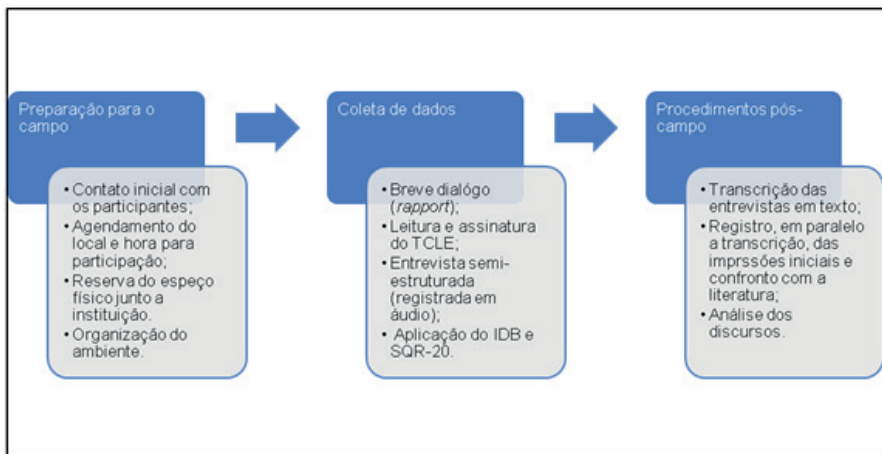 Preparação para o
campo
• Contato inicial com
os participantes;
• Agendamento do
local e hora para
participação;
• Reserva do espeço
físico junto a
instituição.
• Organização do
ambiente.
Coleta de dados
• Breve dialógo
(rapport);
• Leitura e assinatura
do TCLE;
• Entrevista semi-
estruturada
(registrada em
áudio);
• Aplicação do IDB e
SQR-20.
Procedimentos pós-
campo
• Transcrição das
entrevistas em texto;
• Registro, em paralelo
a transcrição, das
imprssões iniciais e
confronto com a
literatura;
• Análise dos
discursos.